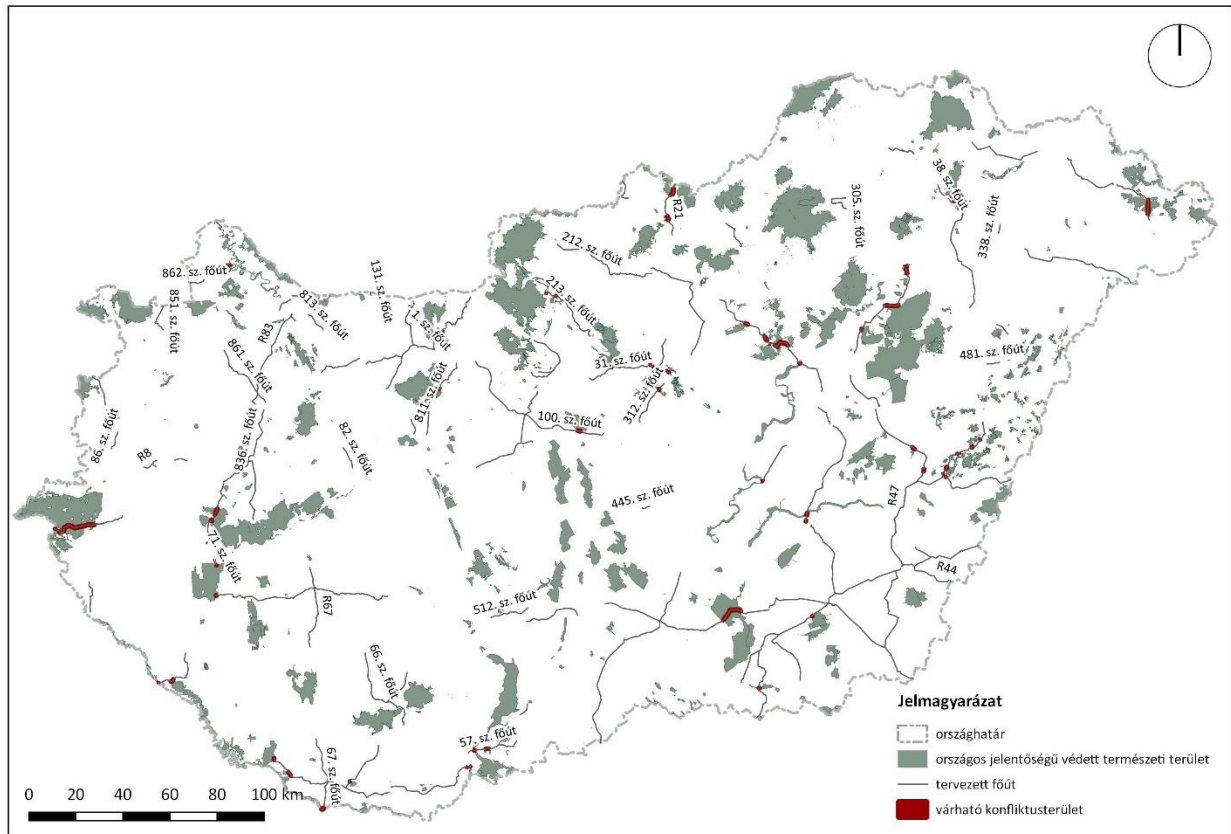 R21
305. sz. főút
38. sz. főút
338. sz. főút
212. sz. főút
862. sz. főút
851. sz. főút
813. sz. főút
131. sz. főút
1. sz. főút
213. sz. főút
R83
861. sz. főút
31. sz. főút
481. sz. főút
811. sz. főút
312. sz. főút
86. sz. főút
R8
836. sz. főút
82. sz. főút
100. sz. főút
445. sz. főút
R47
71. sz. főút
R44
R67
512. sz. főút
66. sz. főút
57. sz. főút
67. sz. főút
Jelmagyarázat
országhatár
országos jelentőségű védett természeti terület
tervezett főút
várható konfliktusterület
0 20 40 60 80 100 km